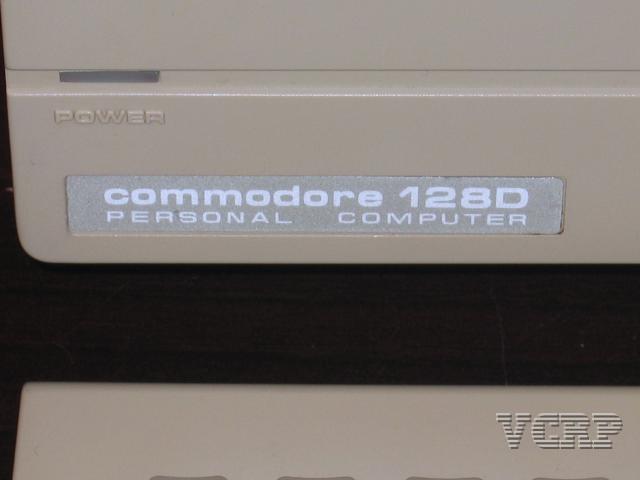 POWER
commodore 128D
PERSONAL COMPUTER
VCRP